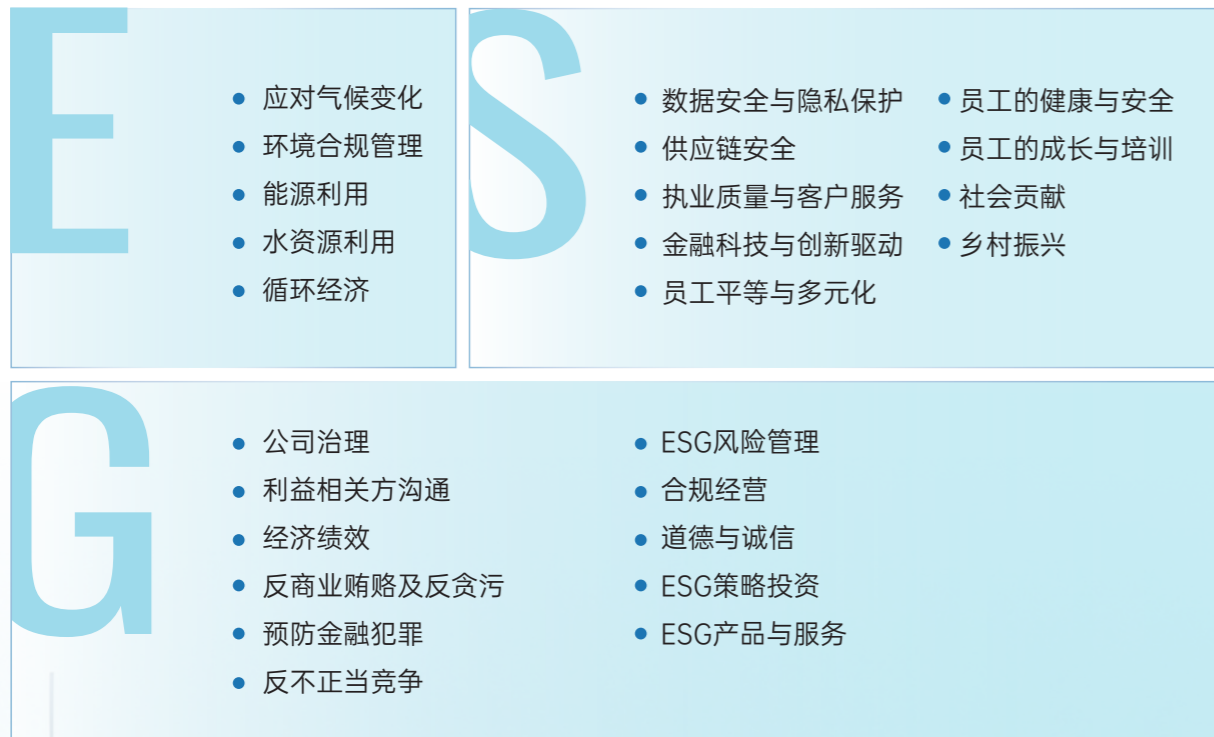 E
应对气候变化
环境合规管理
能源利用
水资源利用
循环经济
S
数据安全与隐私保护
供应链安全
执业质量与客户服务
金融科技与创新驱动
员工平等与多元化
员工的健康与安全
员工的成长与培训
社会贡献
乡村振兴
G
公司治理
利益相关方沟通
经济绩效
反商业贿赂及反贪污
预防金融犯罪
反不正当竞争
ESG风险管理
合规经营
道德与诚信
ESG策略投资
ESG产品与服务